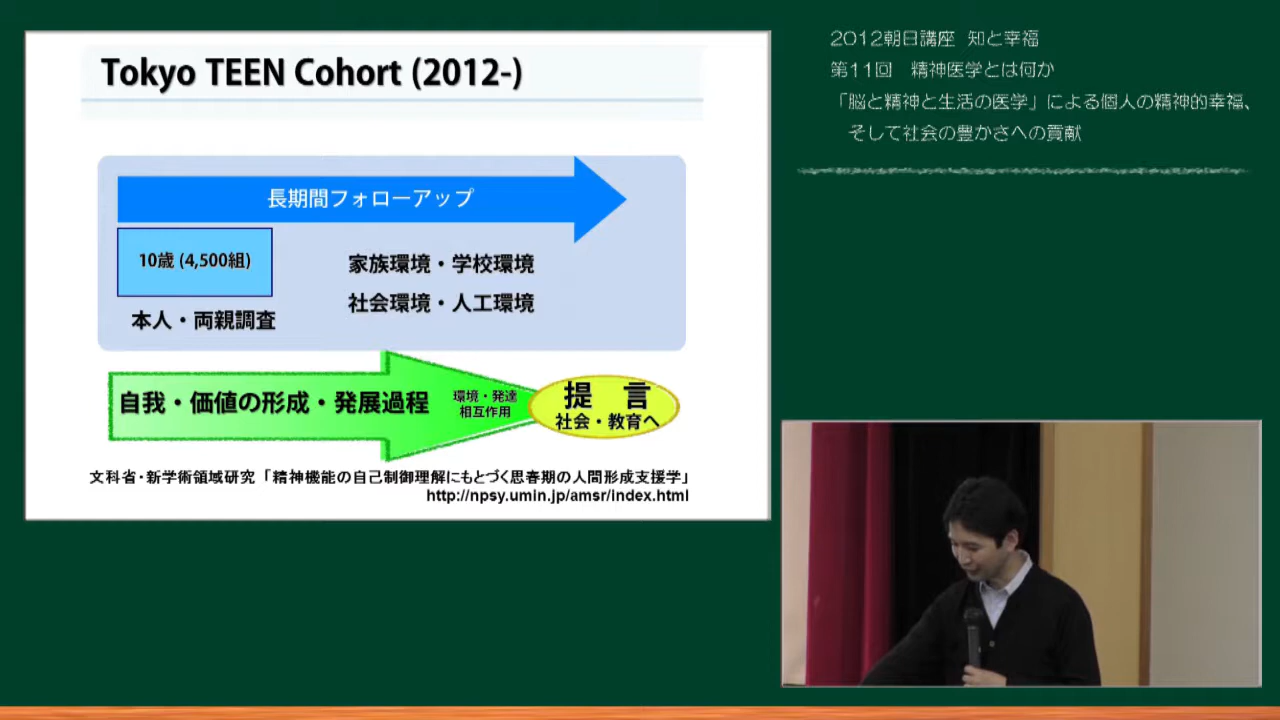 Tokyo TEEN Cohort (2012-)
長期間フォローアップ
10歳 (4,500組)
本人・両親調査
家族環境・学校環境
社会環境・人工環境
自我・価値の形成・発展過程
環境・発達
相互作用
提　言
社会・教育へ
文科省・新学術領域研究「精神機能の自己制御理解にもとづく思春期の人間形成支援学」
http://npsy.umin.jp/amsr/index.html
2012朝日講座 知と幸福
第11回　精神医学とは何か
「脳と精神と生活の医学」による個人の精神的幸福、
そして社会の豊かさへの貢献